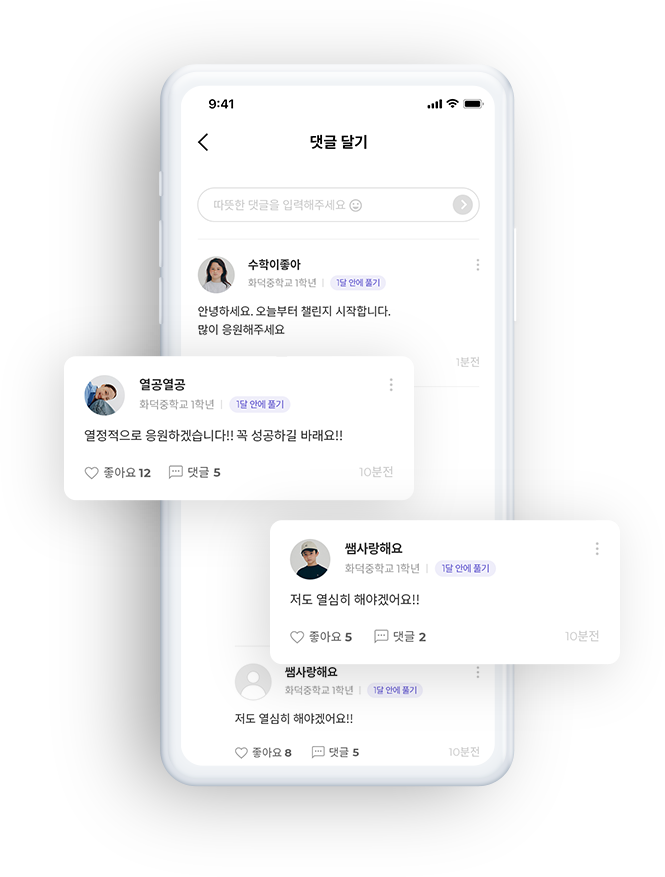 9:41
댓글 달기
따뜻한 댓글을 입력해주세요
수학이좋아
화덕중학교 1학년 | 1달 안에 풀기
안녕하세요. 오늘부터 챌린지 시작합니다.
많이 응원해주세요
1분전
열공열공
화덕중학교 1학년 | 1달 안에 풀기
열정적으로 응원하겠습니다!! 꼭 성공하길 바래요!!
좋아요 12 댓글 5 10분전
쌤사랑해요
화덕중학교 1학년 | 1달 안에 풀기
저도 열심히 해야겠어요!!
좋아요 5 댓글 2 10분전
쌤사랑해요
화덕중학교 1학년 | 1달 안에 풀기
저도 열심히 해야겠어요!!
좋아요 8 댓글 5 10분전